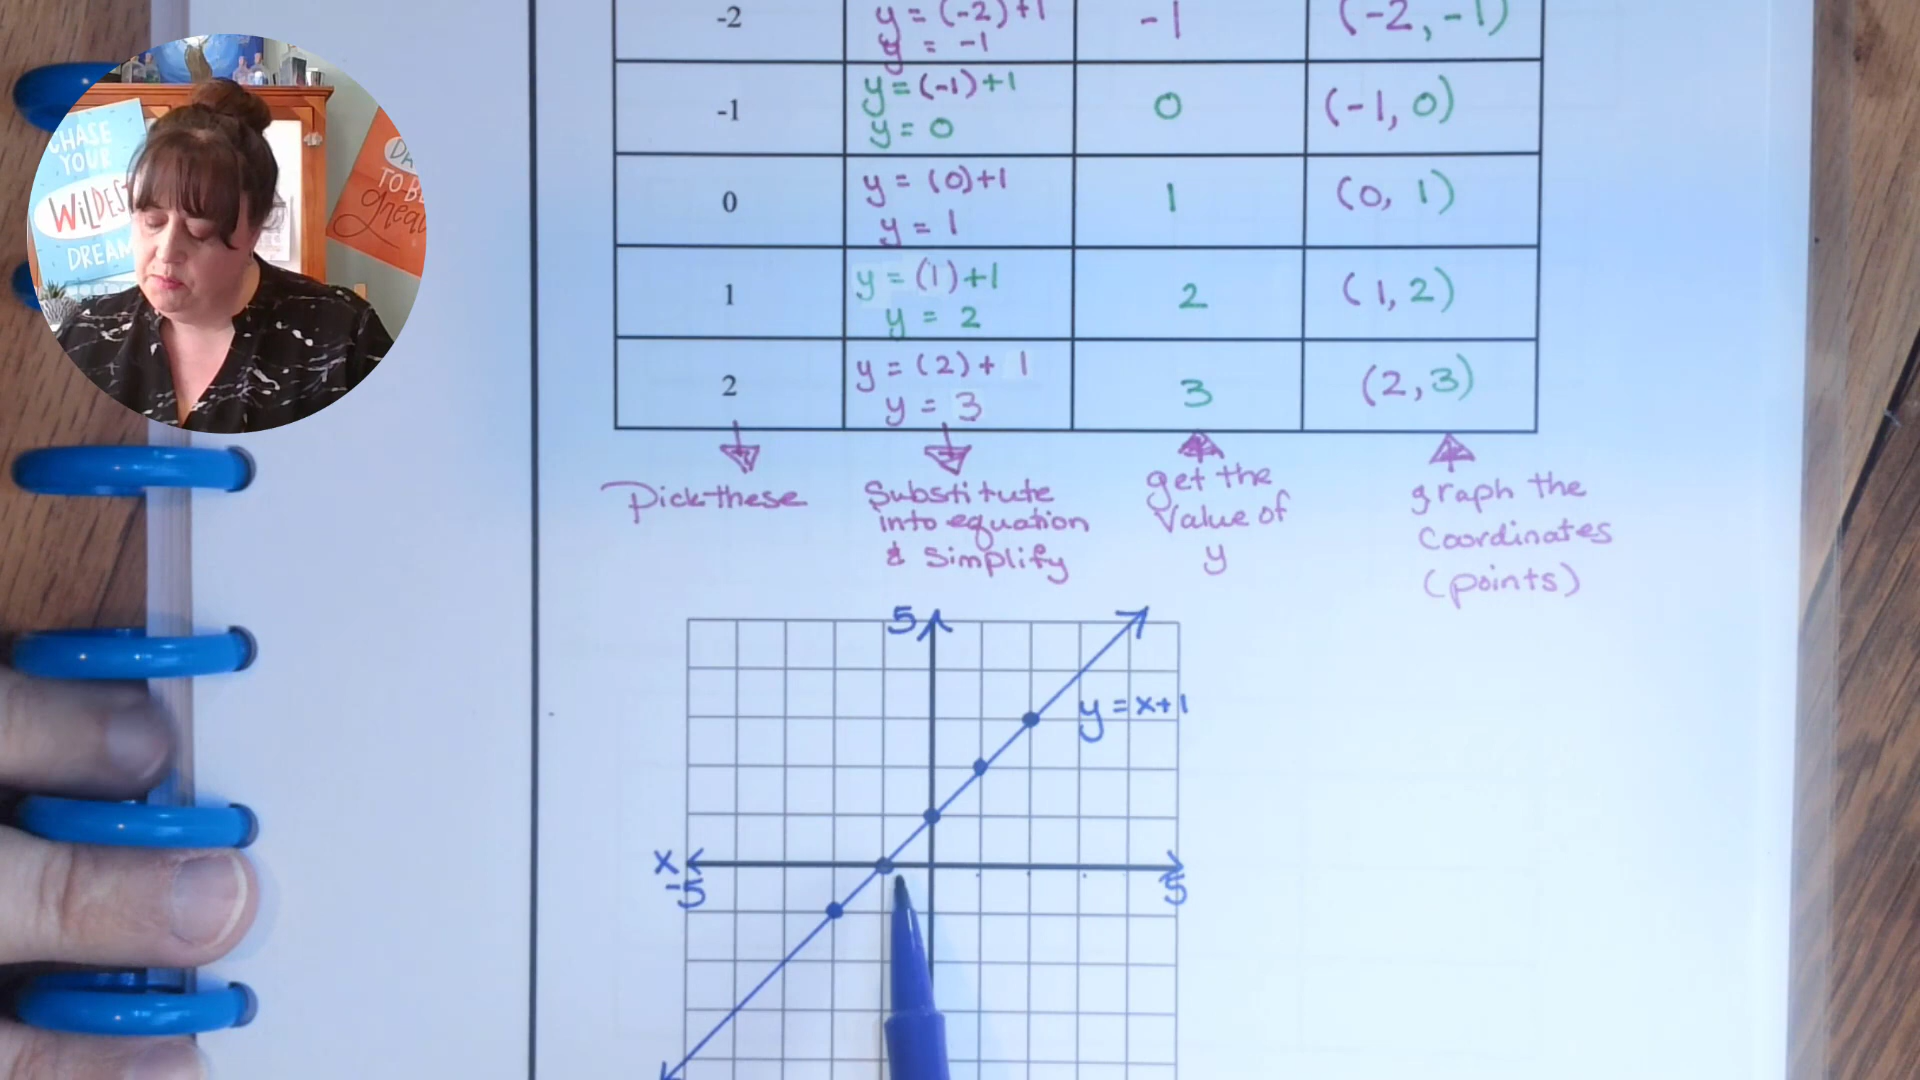 -2
y = (-2)+1
y = -1
-1
(-2, -1)
-1
y = (-1)+1
y = 0
0
(-1, 0)
0
y = (0)+1
y = 1
1
(0, 1)
1
y = (1)+1
y = 2
2
(1, 2)
2
y = (2)+ 1
y = 3
3
(2, 3)
Pick these
Substitute
into equation
& Simplify
get the
Value of
y
graph the
Coordinates
(points)
5
y = x+1
x
-5
5
CHASE
YOUR
WILDEST
DREAM
TO BE
great